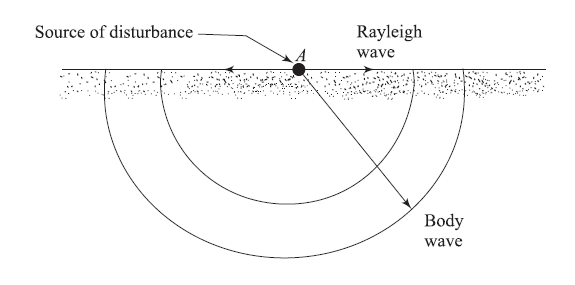 Source of disturbance
A
Rayleigh
wave
Body
wave